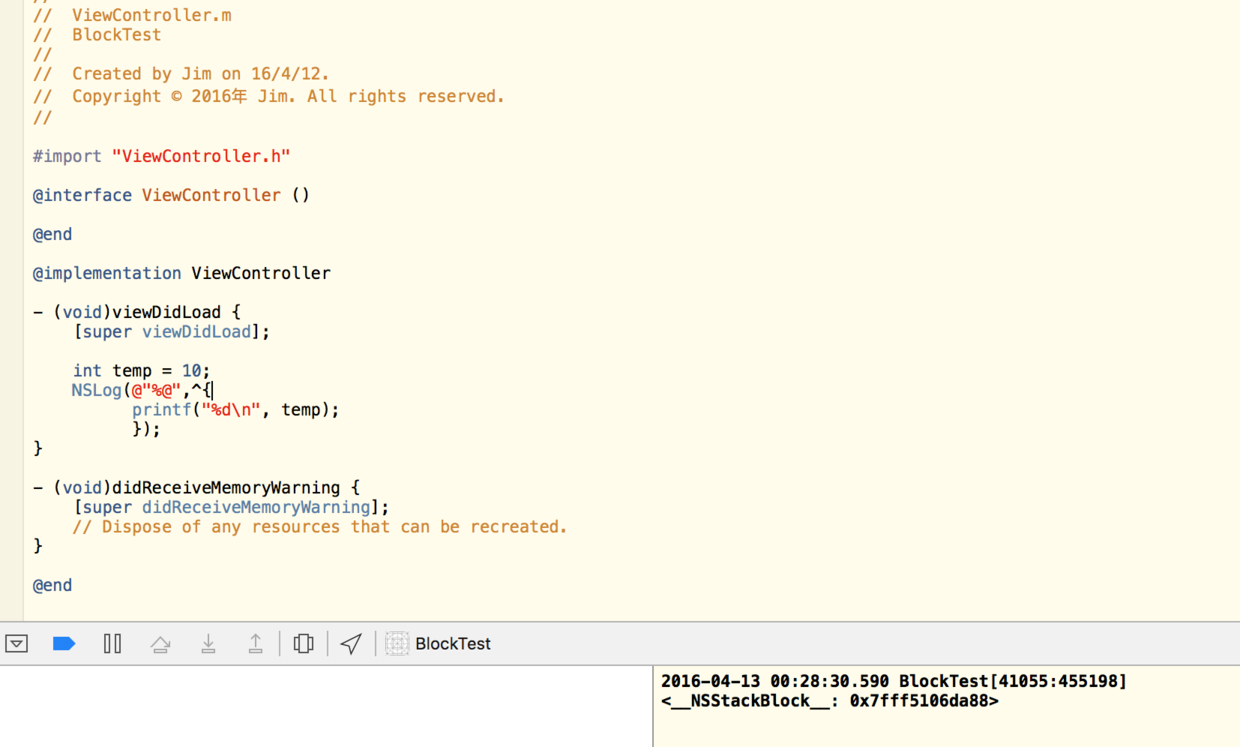 //
//  ViewController.m
//  BlockTest
//
//  Created by Jim on 16/4/12.
//  Copyright © 2016年 Jim. All rights reserved.
//
#import "ViewController.h"
@interface ViewController ()
@end
@implementation ViewController
- (void)viewDidLoad {
    [super viewDidLoad];
    int temp = 10;
    NSLog(@"%@",^{
          printf("%d\n", temp);
          });
}
- (void)didReceiveMemoryWarning {
    [super didReceiveMemoryWarning];
    // Dispose of any resources that can be recreated.
}
@end
BlockTest
2016-04-13 00:28:30.590 BlockTest[41055:455198]
<__NSStackBlock__: 0x7fff5106da88>